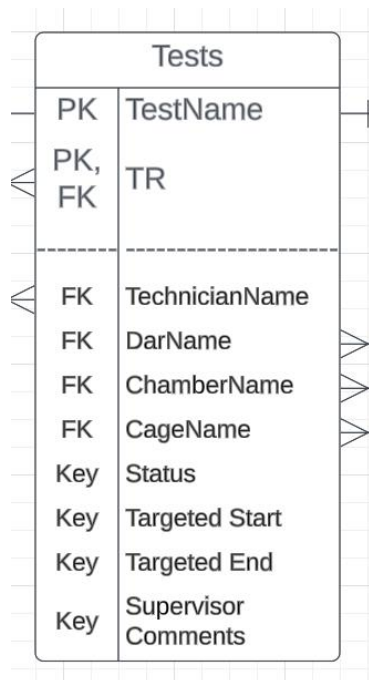 Tests
PK TestName
PK, FK TR
FK TechnicianName
FK DarName
FK ChamberName
FK CageName
Key Status
Key Targeted Start
Key Targeted End
Key Supervisor Comments